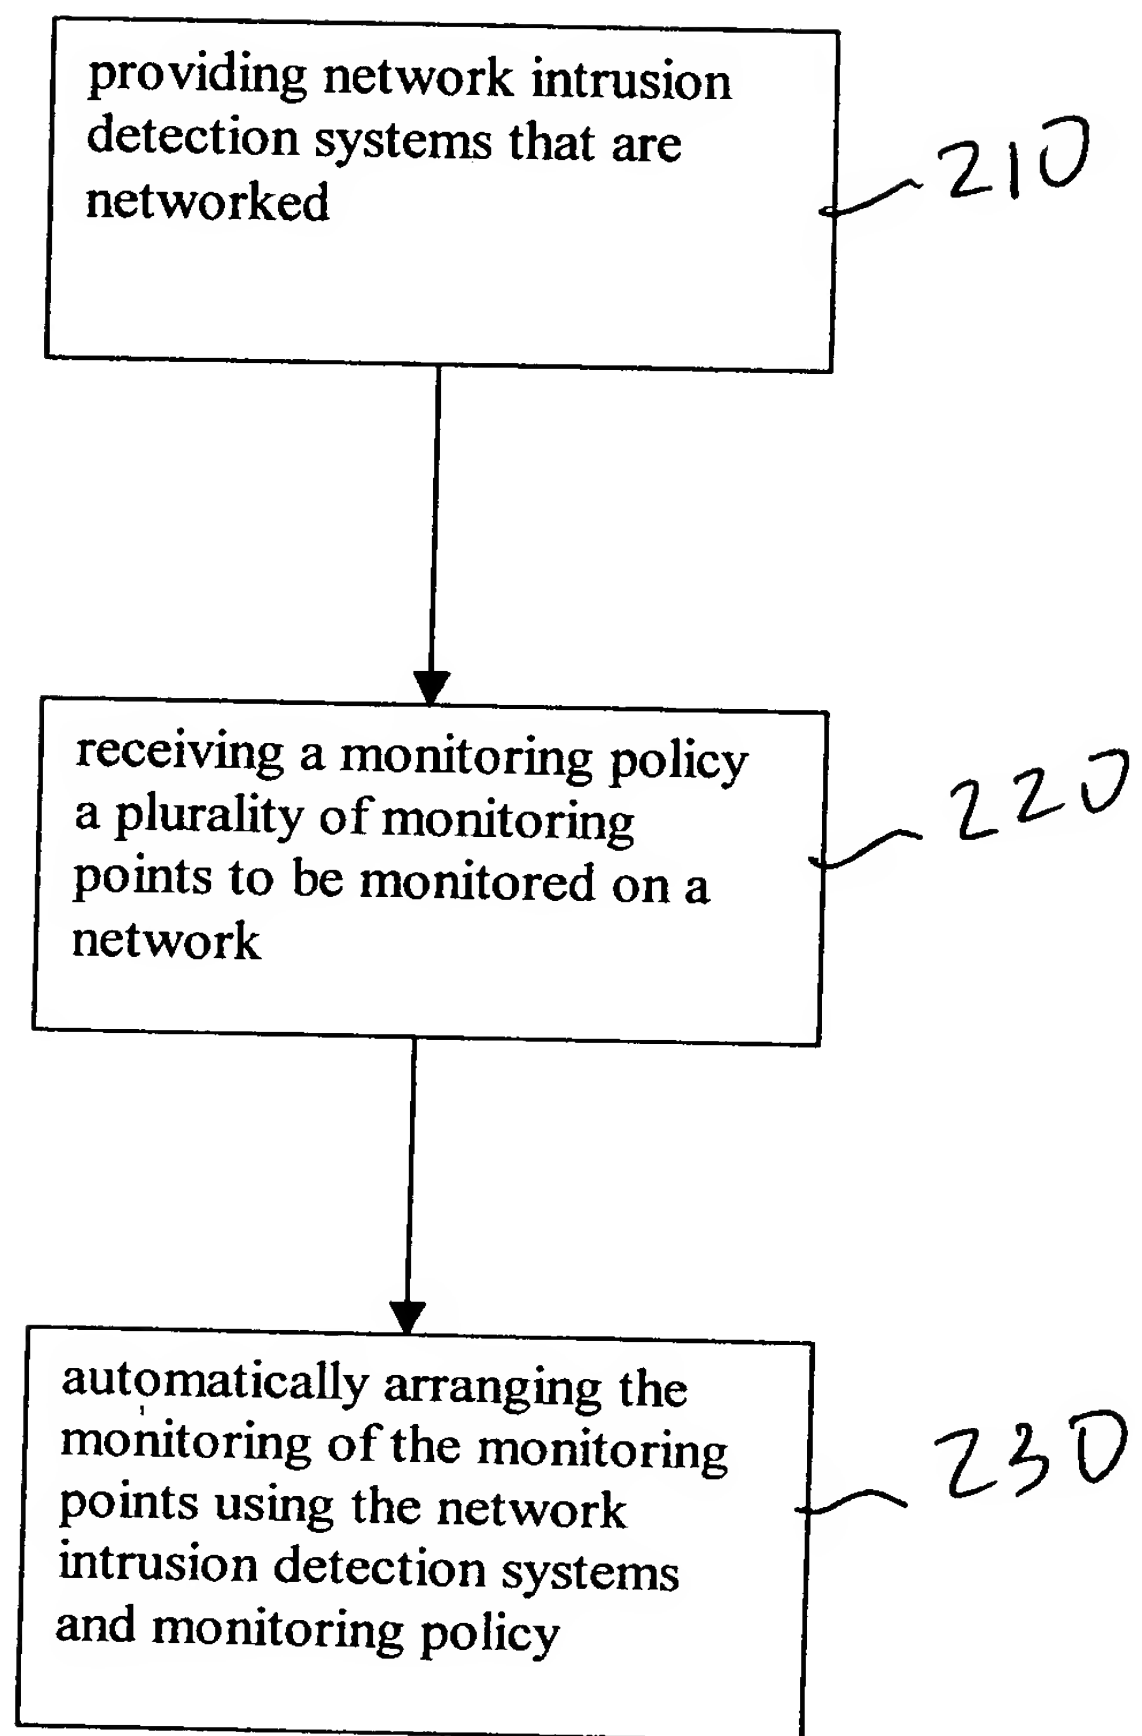 providing network intrusion
detection systems that are
networked
210
receiving a monitoring policy
a plurality of monitoring
points to be monitored on a
network
220
automatically arranging the
monitoring of the monitoring
points using the network
intrusion detection systems
and monitoring policy
230